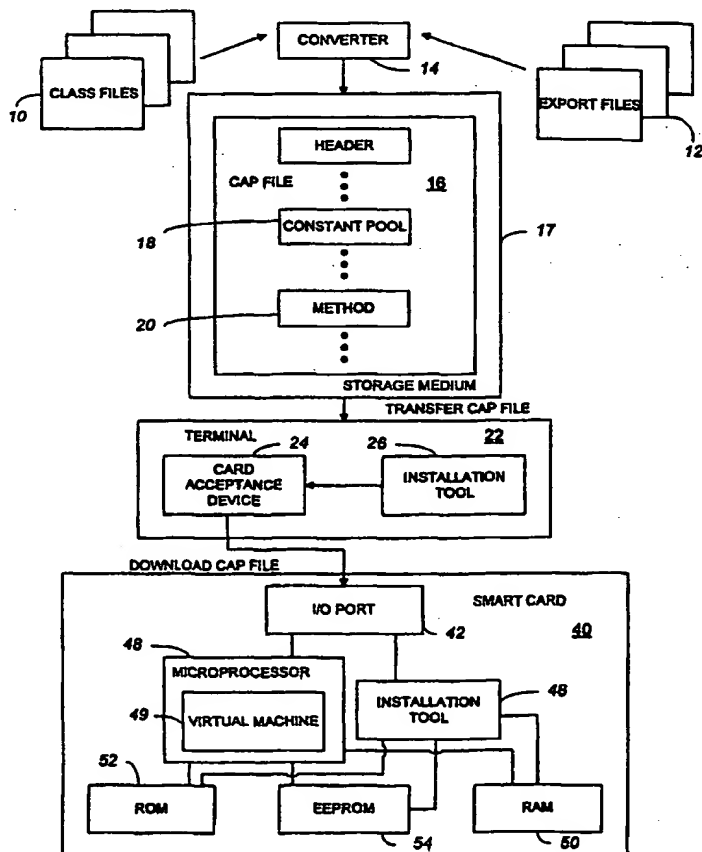 CONVERTER
14
CLASS FILES
10
EXPORT FILES
12
HEADER
CAP FILE
16
18
CONSTANT POOL
17
20
METHOD
STORAGE MEDIUM
TRANSFER CAP FILE
TERMINAL
24
26
22
CARD
ACCEPTANCE
DEVICE
INSTALLATION
TOOL
DOWNLOAD CAP FILE
I/O PORT
SMART CARD
42
40
48
MICROPROCESSOR
49
VIRTUAL MACHINE
INSTALLATION
TOOL
48
52
ROM
EEPROM
54
RAM
50